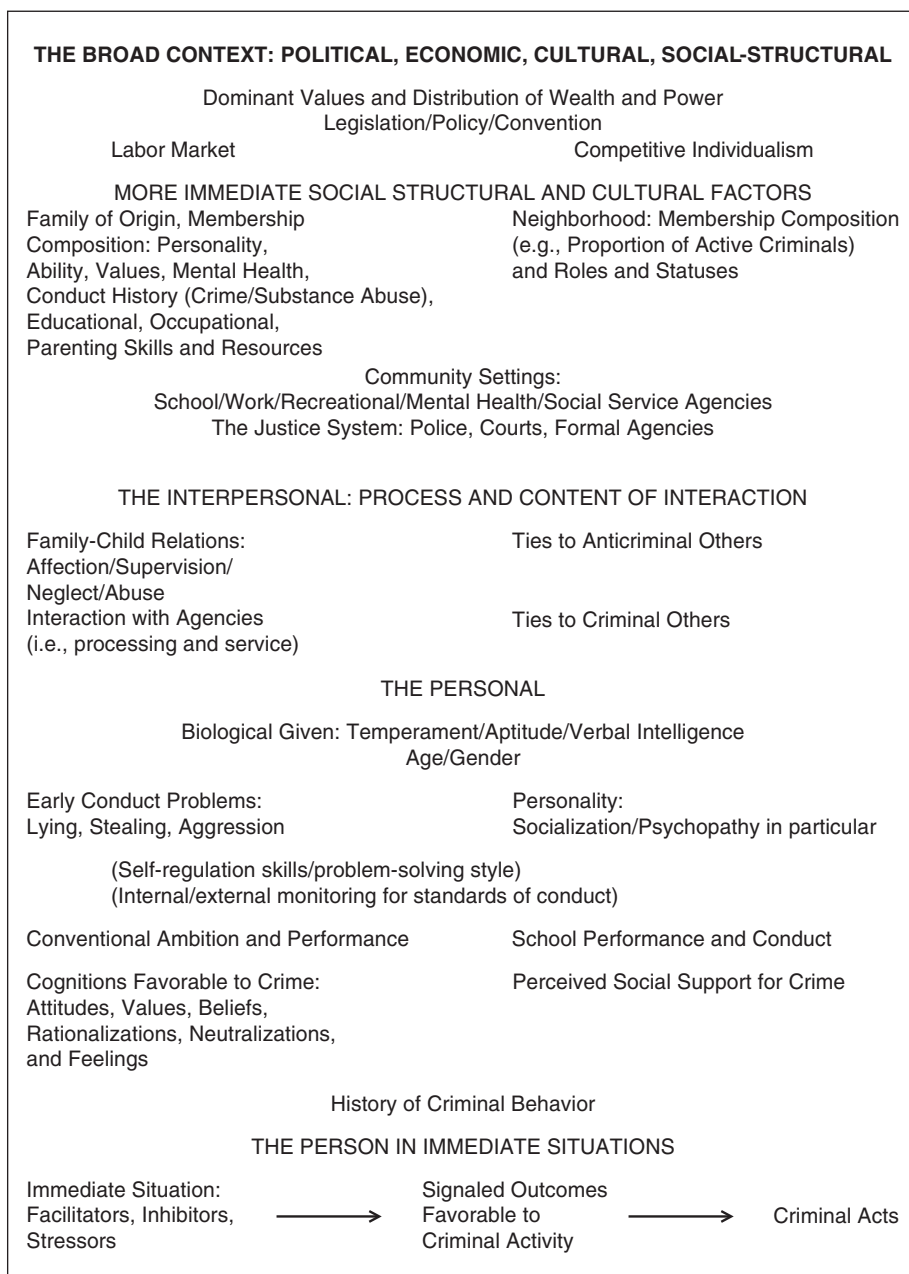 THE BROAD CONTEXT: POLITICAL, ECONOMIC, CULTURAL, SOCIAL-STRUCTURAL
Dominant Values and Distribution of Wealth and Power
Legislation/Policy/Convention
Labor Market
Competitive Individualism
MORE IMMEDIATE SOCIAL STRUCTURAL AND CULTURAL FACTORS
Family of Origin, Membership
Composition: Personality,
Ability, Values, Mental Health,
Conduct History (Crime/Substance Abuse),
Educational, Occupational,
Parenting Skills and Resources
Neighborhood: Membership Composition
(e.g., Proportion of Active Criminals)
and Roles and Statuses
Community Settings:
School/Work/Recreational/Mental Health/Social Service Agencies
The Justice System: Police, Courts, Formal Agencies
THE INTERPERSONAL: PROCESS AND CONTENT OF INTERACTION
Family-Child Relations:
Affection/Supervision/
Neglect/Abuse
Interaction with Agencies
(i.e., processing and service)
Ties to Anticriminal Others
Ties to Criminal Others
THE PERSONAL
Biological Given: Temperament/Aptitude/Verbal Intelligence
Age/Gender
Early Conduct Problems:
Lying, Stealing, Aggression
Personality:
Socialization/Psychopathy in particular
(Self-regulation skills/problem-solving style)
(Internal/external monitoring for standards of conduct)
Conventional Ambition and Performance
School Performance and Conduct
Cognitions Favorable to Crime:
Attitudes, Values, Beliefs,
Rationalizations, Neutralizations,
and Feelings
Perceived Social Support for Crime
History of Criminal Behavior
THE PERSON IN IMMEDIATE SITUATIONS
Immediate Situation:
Facilitators, Inhibitors,
Stressors
Signaled Outcomes
Favorable to
Criminal Activity
Criminal Acts